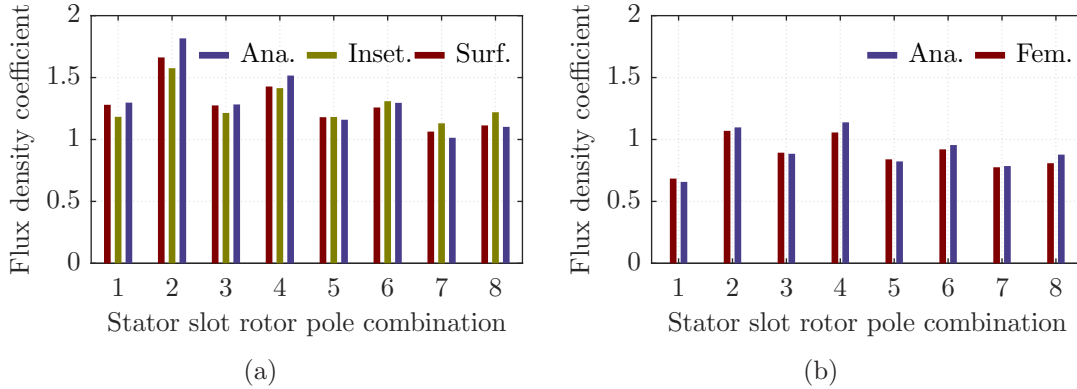 Flux density coefficient
2
1.5
1
0.5
0
Ana. Inset. Surf.
1 2 3 4 5 6 7 8
Stator slot rotor pole combination
(a)
Flux density coefficient
2
1.5
1
0.5
0
Ana. Fem.
1 2 3 4 5 6 7 8
Stator slot rotor pole combination
(b)